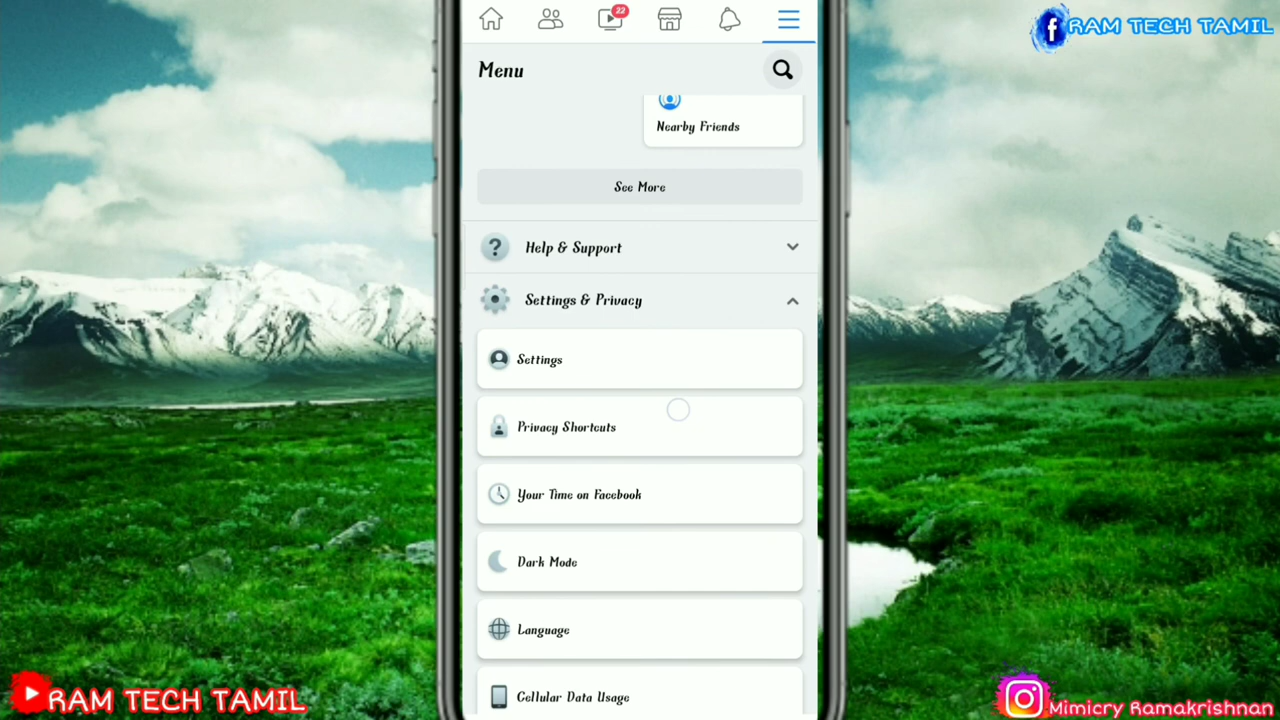 22
RAM TECH TAMIL
Menu
Nearby Friends
See More
Help & Support
Settings & Privacy
Settings
Privacy Shortcuts
Your Time on Facebook
Dark Mode
Language
Cellular Data Usage
RAM TECH TAMIL
Mimicry Ramakrishnan